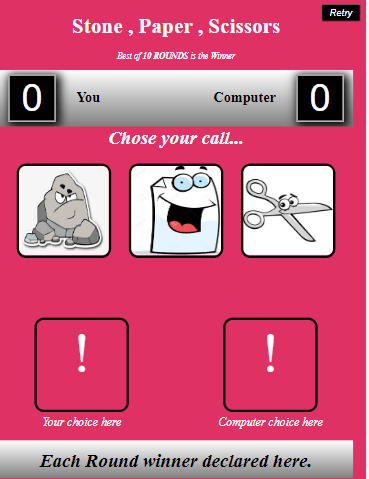 Retry
Stone , Paper , Scissors
Best of 10 ROUNDS is the Winner
0 You Computer 0
Chose your call...
! !
Your choice here Computer choice here
Each Round winner declared here.